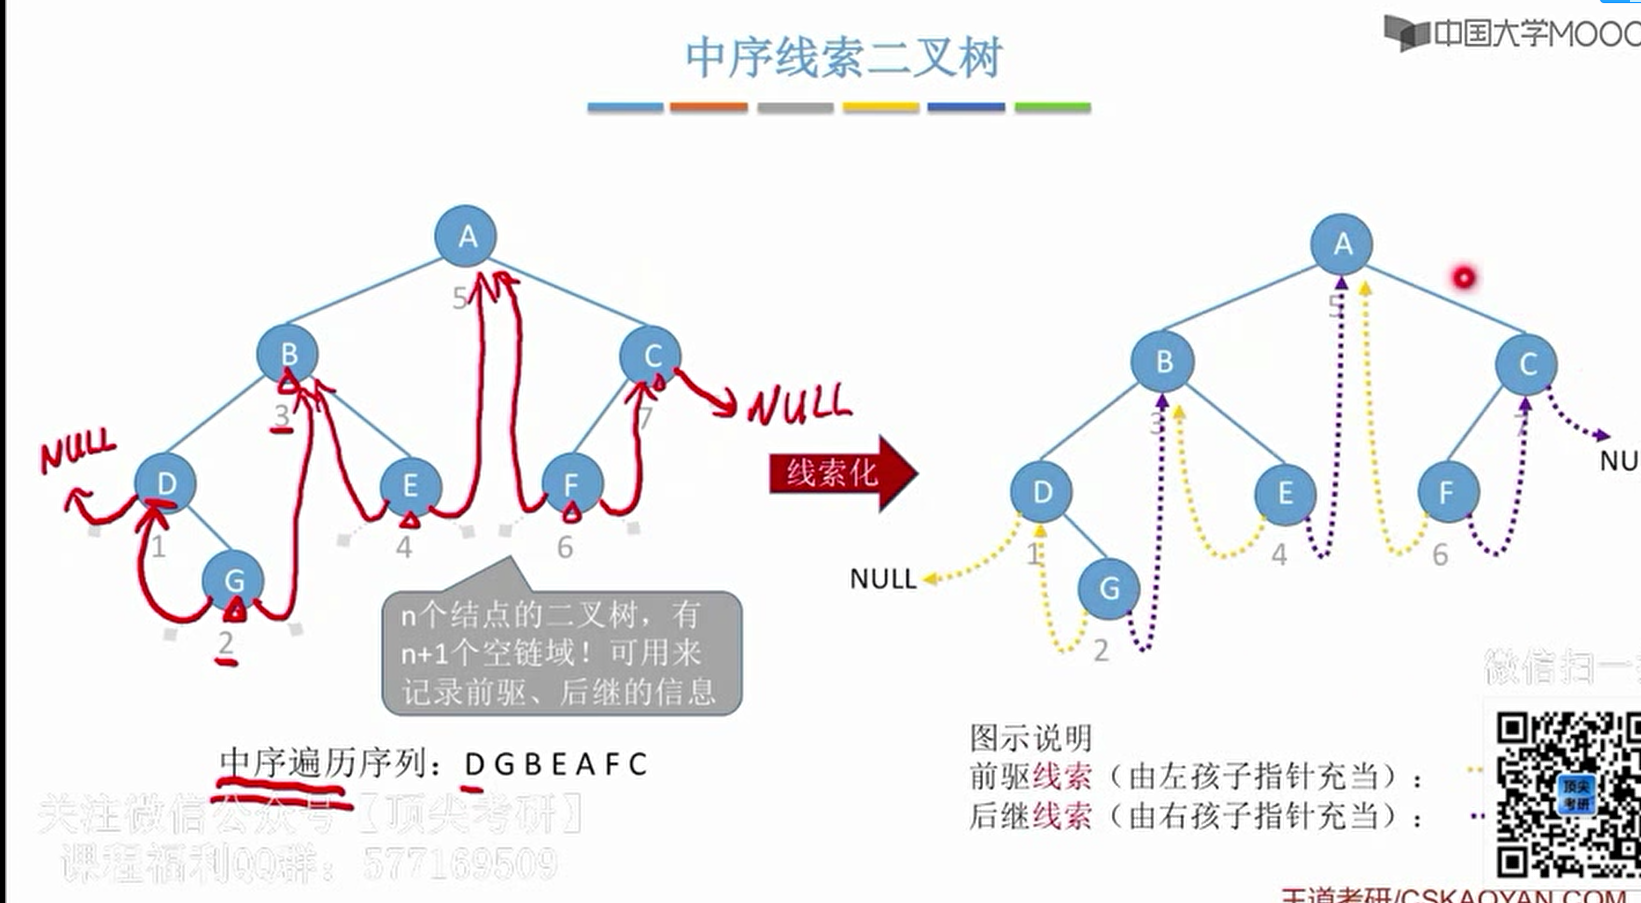 中国大学MOOC
中序线索二叉树
A
5
B
C
3
7
NULL
NULL
D
E
F
1
4
6
G
2
线索化
A
5
B
C
3
7
NU
D
E
F
1
4
6
NULL
G
2
n个结点的二叉树，有
n+1个空链域！可用来
记录前驱、后继的信息
中序遍历序列：D G B E A F C
图示说明
前驱线索（由左孩子指针充当）：
后继线索（由右孩子指针充当）：
关注微信公众号【顶尖考研】
课程福利QQ群：577169509
微信扫一
顶尖
考研
王道考研/CSKAOYAN.COM